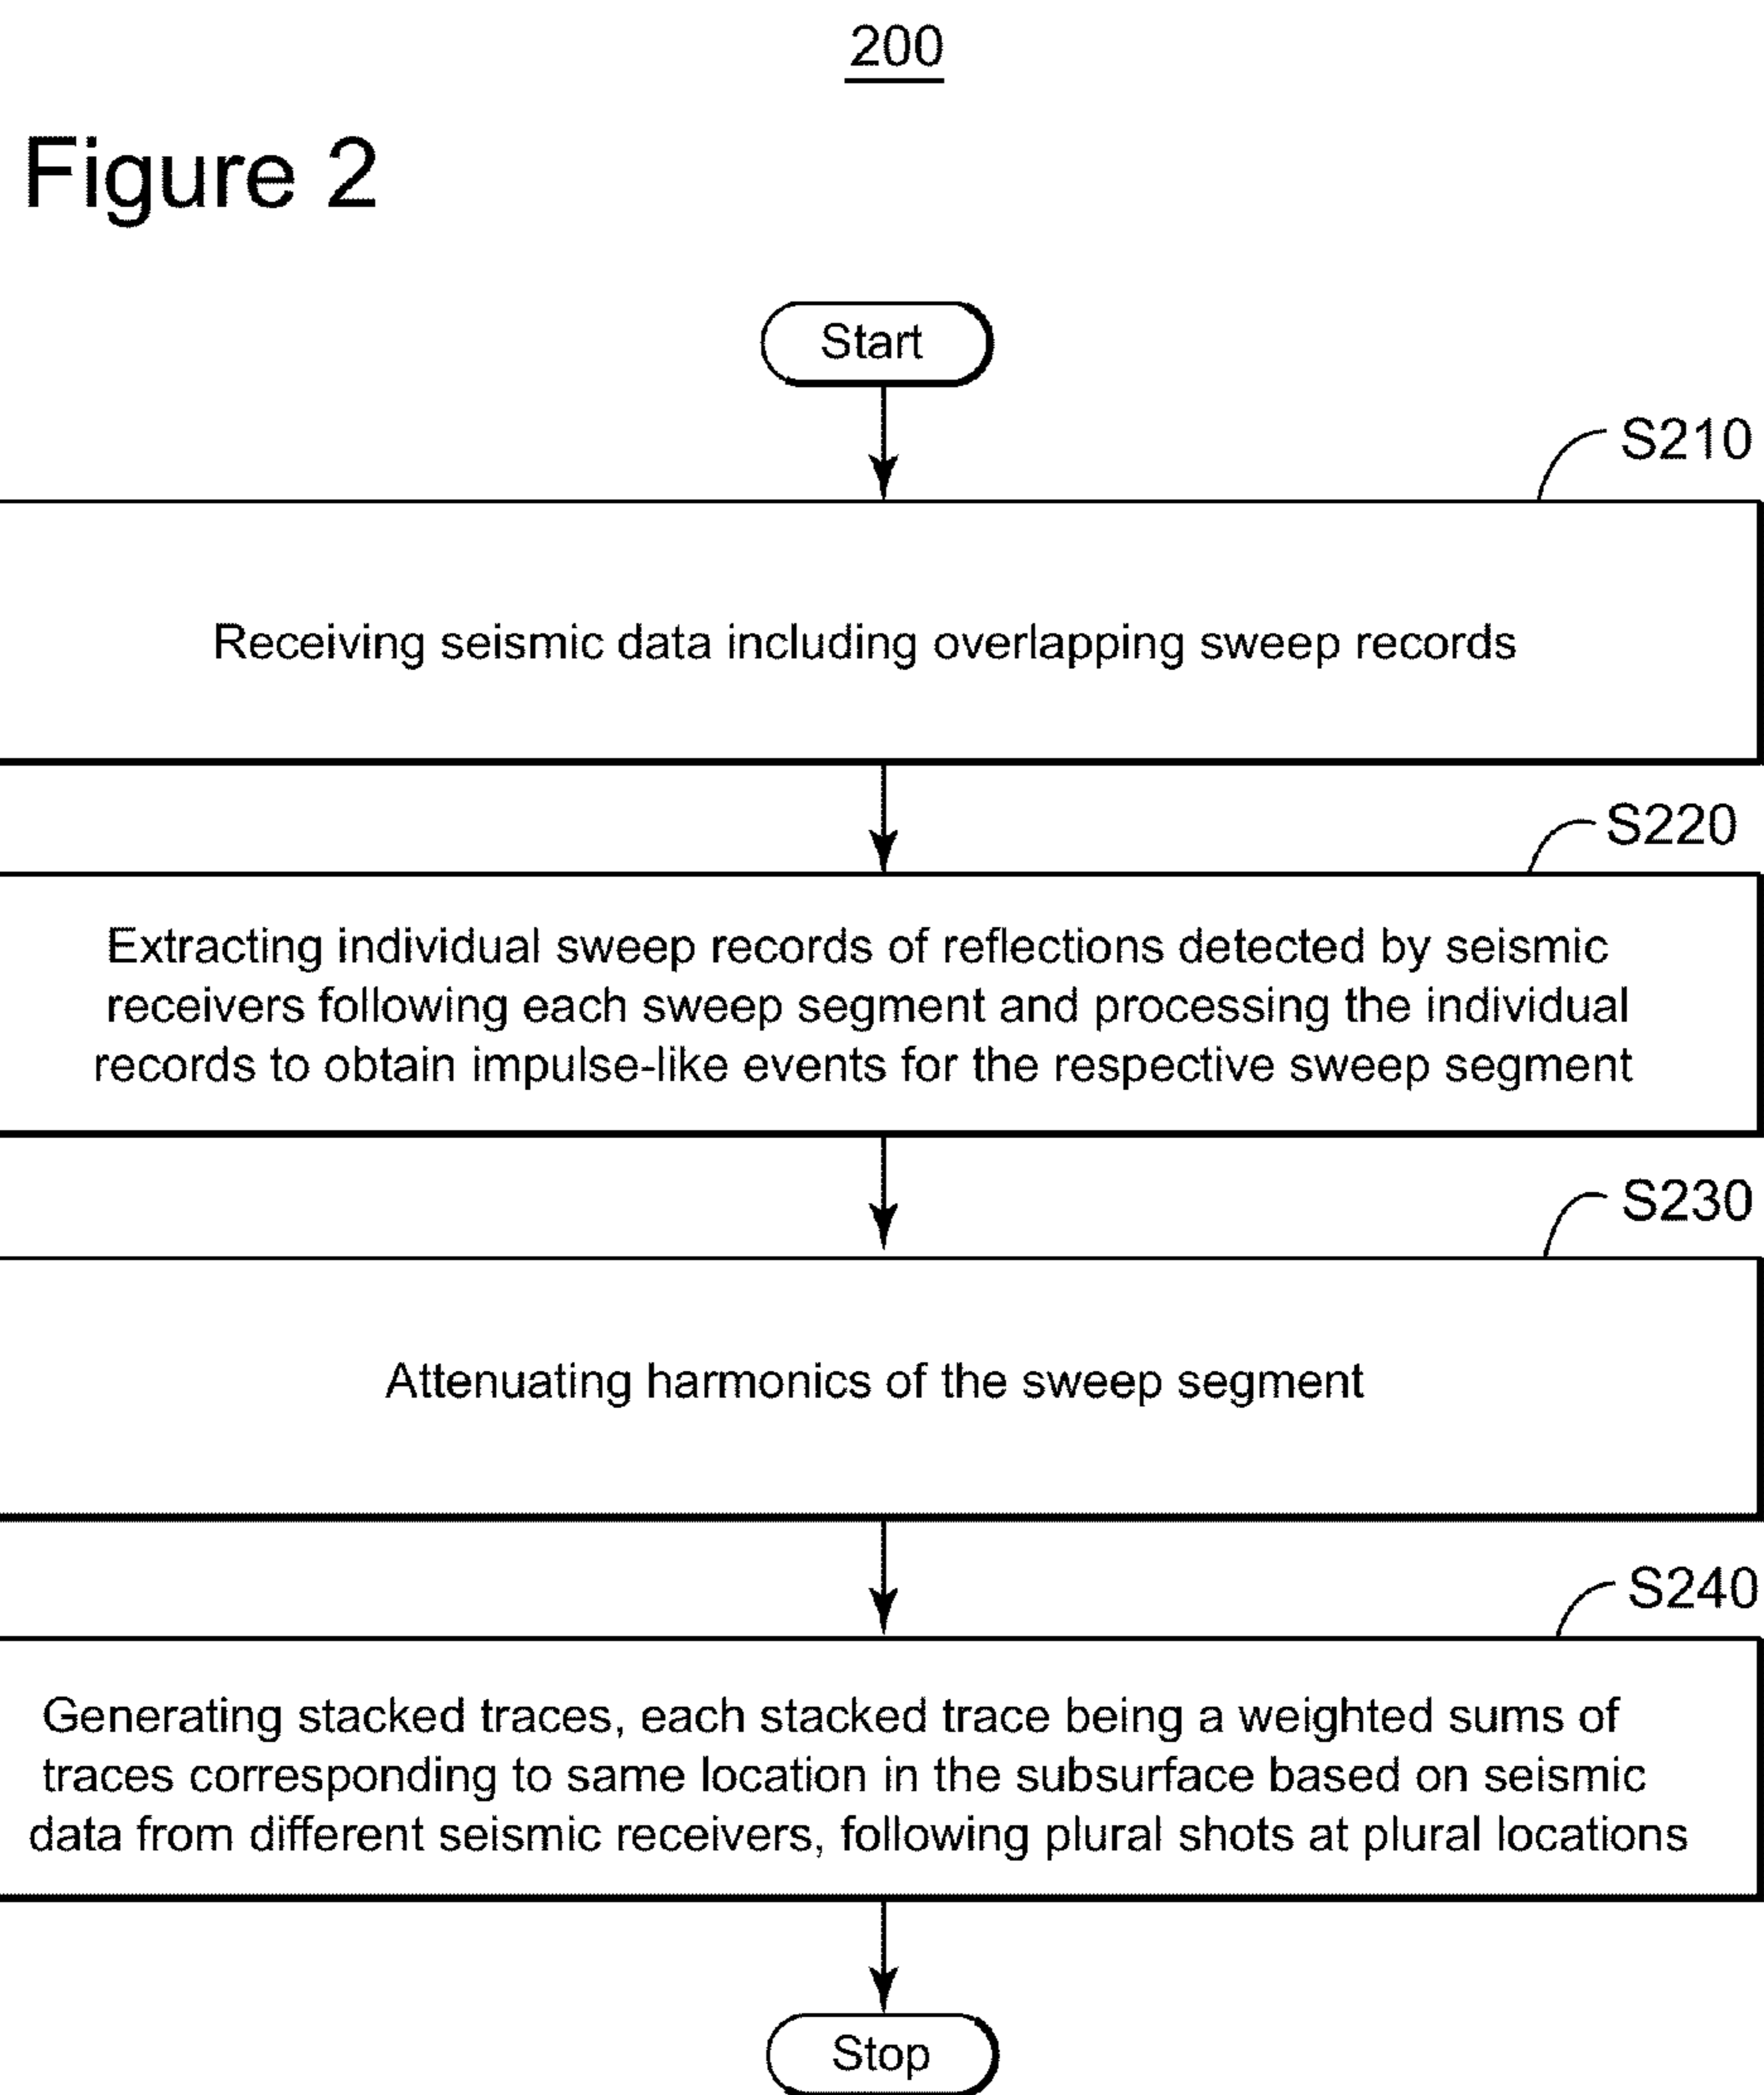 200
Figure 2
Start
S210
Receiving seismic data including overlapping sweep records
S220
Extracting individual sweep records of reflections detected by seismic
receivers following each sweep segment and processing the individual
records to obtain impulse-like events for the respective sweep segment
S230
Attenuating harmonics of the sweep segment
S240
Generating stacked traces, each stacked trace being a weighted sums of
traces corresponding to same location in the subsurface based on seismic
data from different seismic receivers, following plural shots at plural locations
Stop